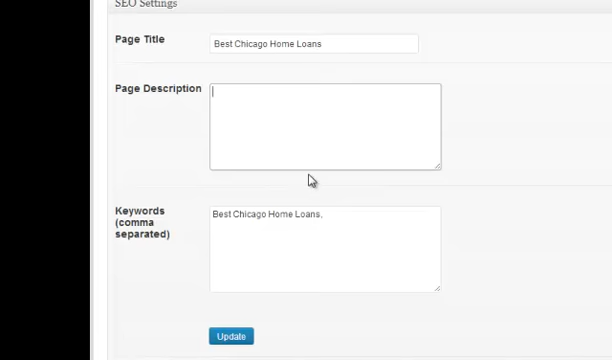 SEO Settings
Page Title
Best Chicago Home Loans
Page Description
Keywords
(comma
separated)
Best Chicago Home Loans,
Update